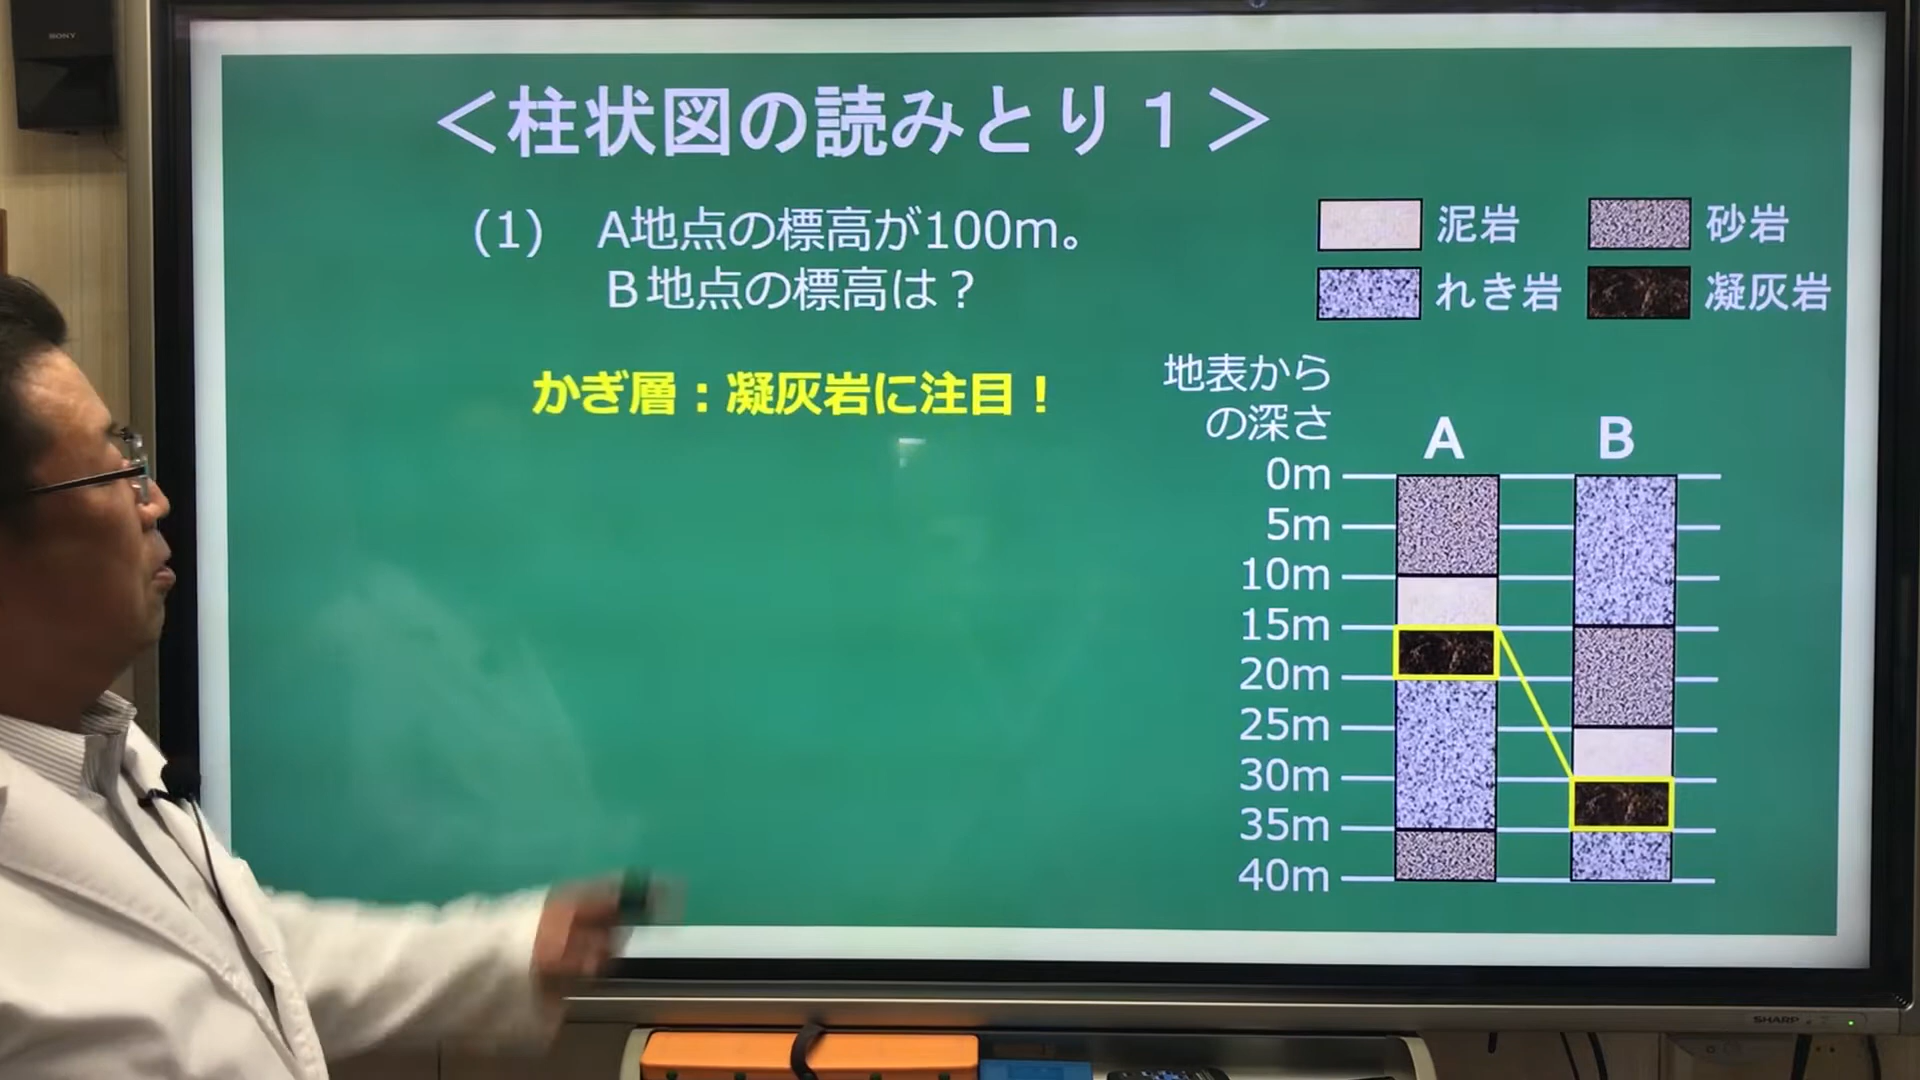 SONY
＜柱状図の読みとり１＞
(1) A地点の標高が100m。
B地点の標高は？
かぎ層：凝灰岩に注目！
泥岩 砂岩
れき岩 凝灰岩
地表から
の深さ
A B
0m
5m
10m
15m
20m
25m
30m
35m
40m
SHARP